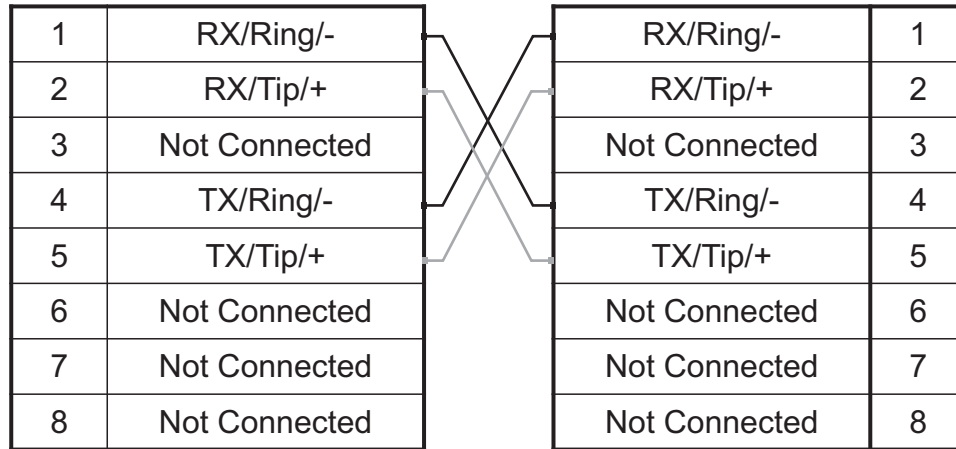 1 RX/Ring/- RX/Ring/- 1
2 RX/Tip/+ RX/Tip/+ 2
3 Not Connected Not Connected 3
4 TX/Ring/- TX/Ring/- 4
5 TX/Tip/+ TX/Tip/+ 5
6 Not Connected Not Connected 6
7 Not Connected Not Connected 7
8 Not Connected Not Connected 8